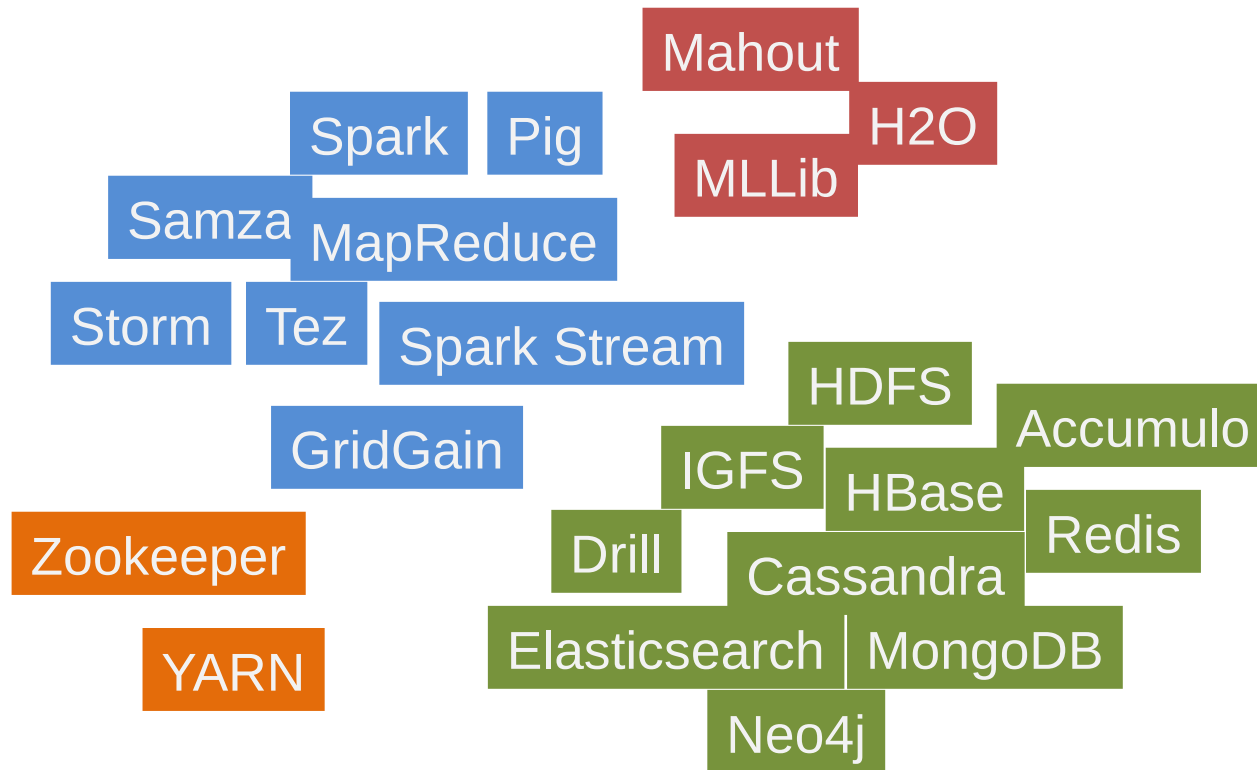 Mahout
H2O
Spark
Pig
MLLib
Samza
MapReduce
Storm
Tez
Spark Stream
HDFS
Accumulo
GridGain
IGFS
HBase
Redis
Zookeeper
Drill
Cassandra
Elasticsearch
MongoDB
YARN
Neo4j